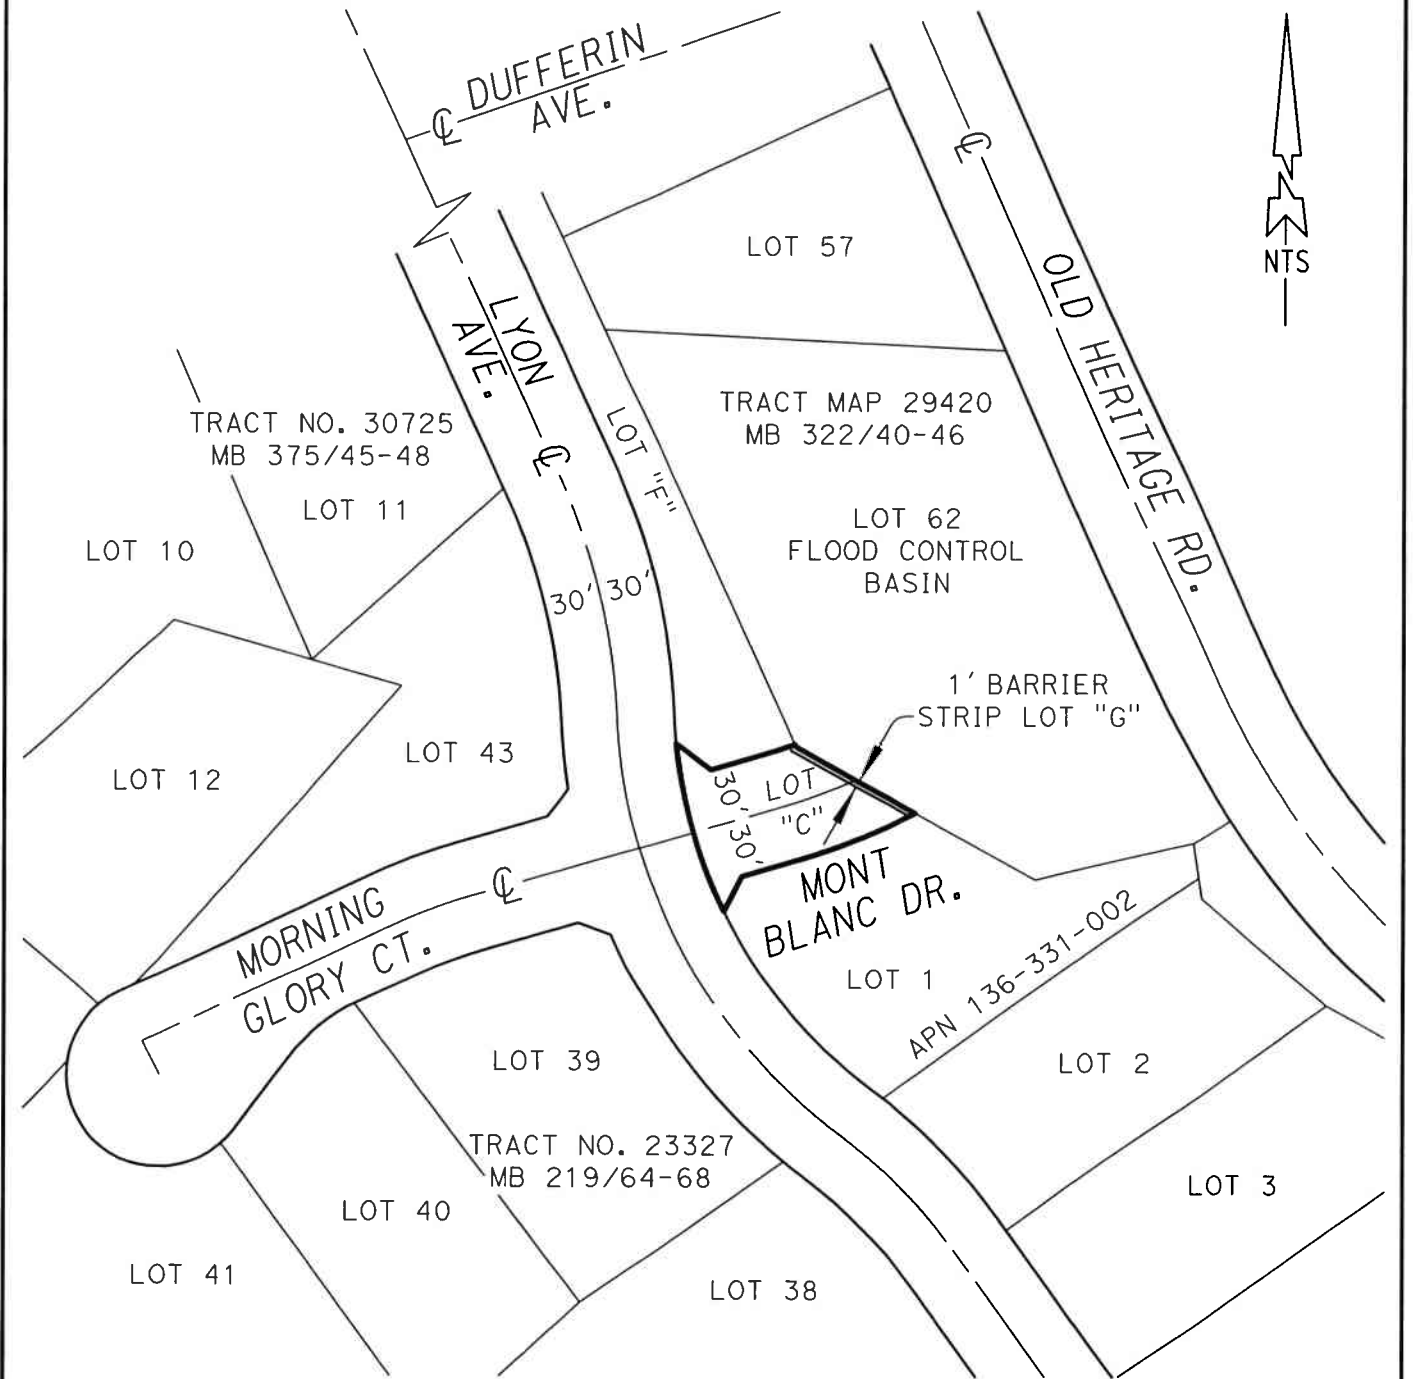 ℄ DUFFERIN
AVE.
℄
N
NTS
LOT 57
OLD HERITAGE RD.
LYON
AVE.
℄
LOT "F"
TRACT NO. 30725
MB 375/45-48
LOT 11
LOT 10
TRACT MAP 29420
MB 322/40-46
LOT 62
FLOOD CONTROL
BASIN
30' 30'
1' BARRIER
STRIP LOT "G"
LOT 43
LOT 12
30'
30'
LOT
"C"
MONT
BLANC DR.
℄
MORNING
GLORY CT.
LOT 1
APN 136-331-002
LOT 2
LOT 39
TRACT NO. 23327
MB 219/64-68
LOT 3
LOT 40
LOT 41
LOT 38